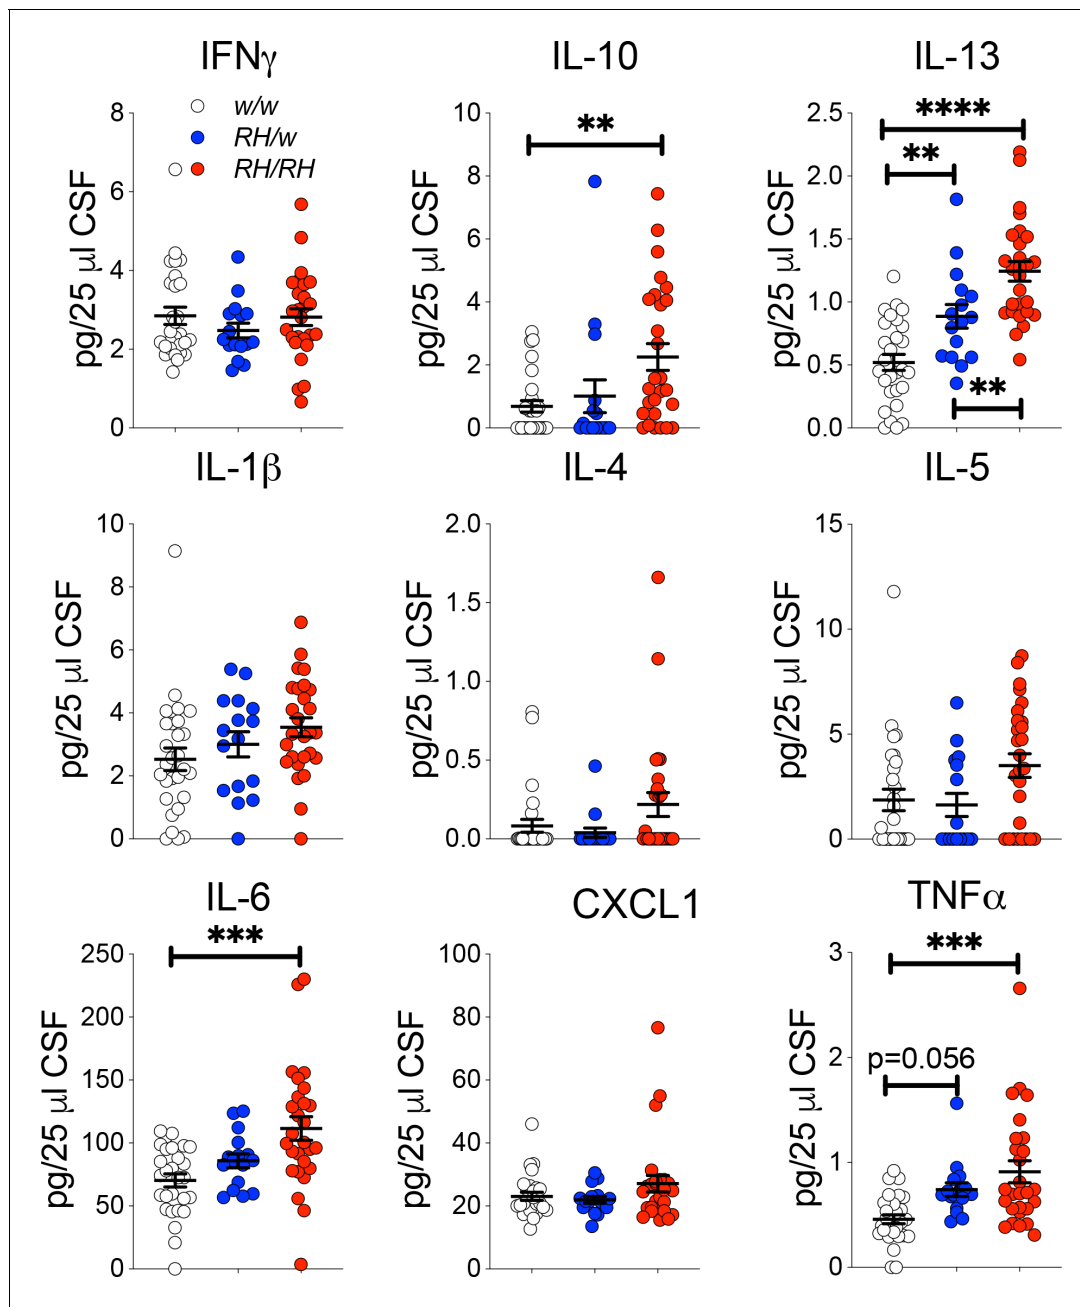 IFNγ
IL-10
IL-13
w/w
RH/w
RH/RH
pg/25 μl CSF
8
6
4
2
0
**
pg/25 μl CSF
10
8
6
4
2
0
****
**
**
pg/25 μl CSF
2.5
2.0
1.5
1.0
0.5
0.0
IL-1β
IL-4
IL-5
pg/25 μl CSF
10
8
6
4
2
0
pg/25 μl CSF
2.0
1.5
1.0
0.5
0.0
pg/25 μl CSF
15
10
5
0
IL-6
CXCL1
TNFα
***
pg/25 μl CSF
250
200
150
100
50
0
pg/25 μl CSF
100
80
60
40
20
0
***
p=0.056
pg/25 μl CSF
3
2
1
0